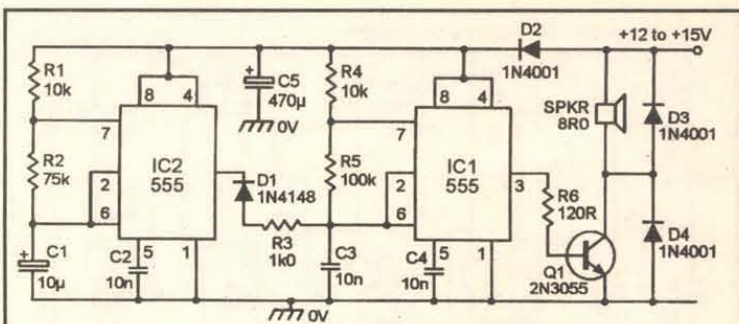 D2
1N4001
+12 to +15V
R1
10k
8
4
+
C5
470µ
0V
R4
10k
8
4
SPKR
8R0
D3
1N4001
7
R2
75k
2
6
IC2
555
D1
1N4148
R3
1k0
7
R5
100k
2
6
IC1
555
3
R6
120R
D4
1N4001
+
C1
10µ
C2
10n
5
1
C3
10n
C4
10n
5
1
Q1
2N3055
0V